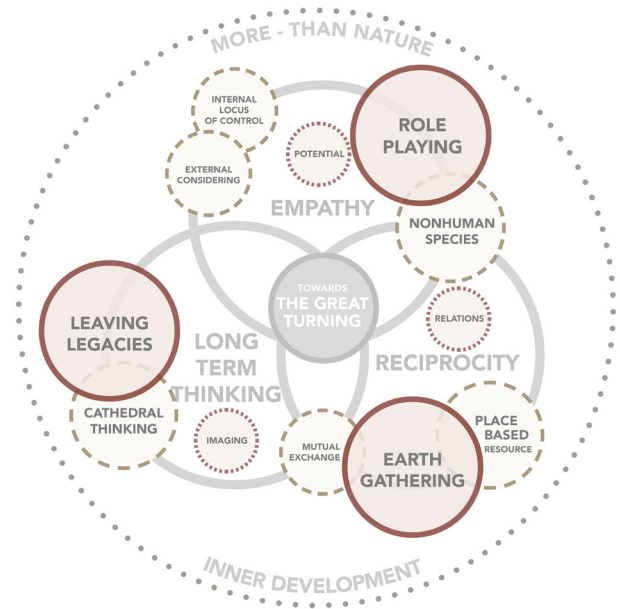 MORE - THAN NATURE
INTERNAL
LOCUS
OF CONTROL
EXTERNAL
CONSIDERING
POTENTIAL
ROLE
PLAYING
EMPATHY
NONHUMAN
SPECIES
TOWARDS
THE GREAT
TURNING
RELATIONS
LEAVING
LEGACIES
LONG
TERM
THINKING
RECIPROCITY
CATHEDRAL
THINKING
IMAGING
MUTUAL
EXCHANGE
EARTH
GATHERING
PLACE
BASED
RESOURCE
INNER DEVELOPMENT